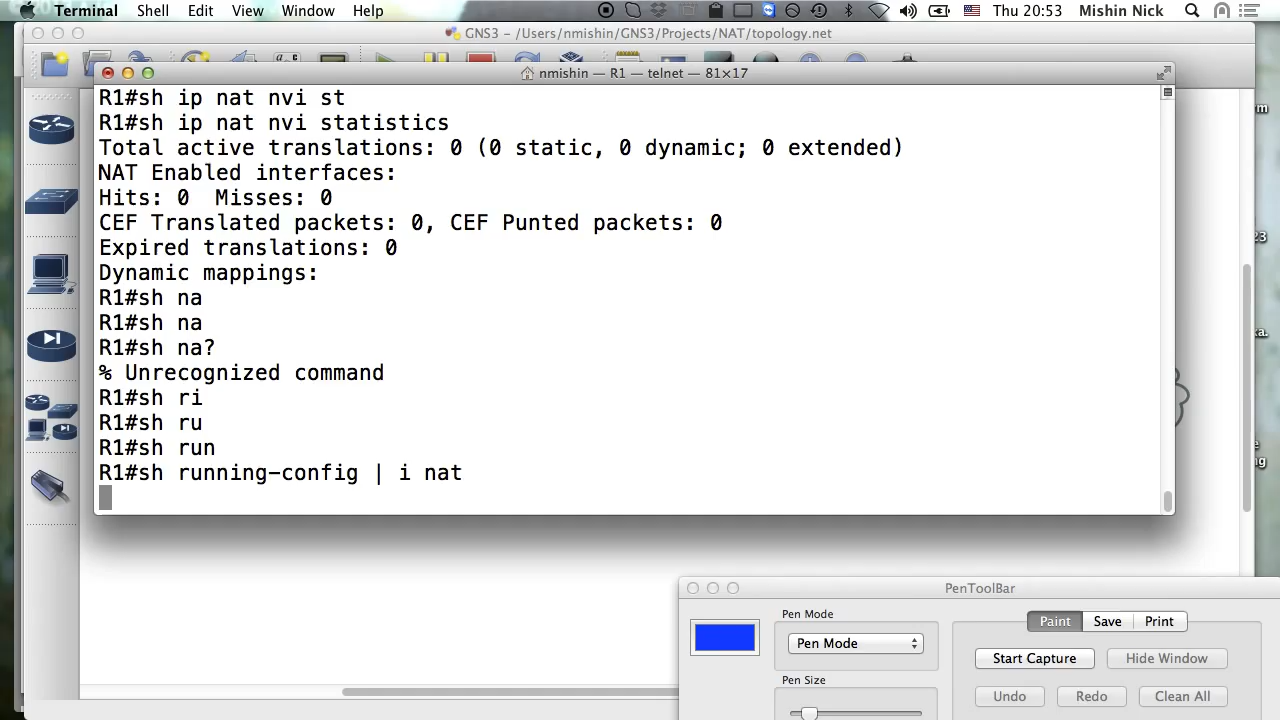 Terminal Shell Edit View Window Help
Thu 20:53 Mishin Nick
GNS3 – /Users/nmishin/GNS3/Projects/NAT/topology.net
nmishin — R1 — telnet — 81×17
R1#sh ip nat nvi st
R1#sh ip nat nvi statistics
Total active translations: 0 (0 static, 0 dynamic; 0 extended)
NAT Enabled interfaces:
Hits: 0  Misses: 0
CEF Translated packets: 0, CEF Punted packets: 0
Expired translations: 0
Dynamic mappings:
R1#sh na
R1#sh na
R1#sh na?
% Unrecognized command
R1#sh ri
R1#sh ru
R1#sh run
R1#sh running-config | i nat
PenToolBar
Pen Mode
Pen Mode
Pen Size
Paint Save Print
Start Capture Hide Window
Undo Redo Clean All